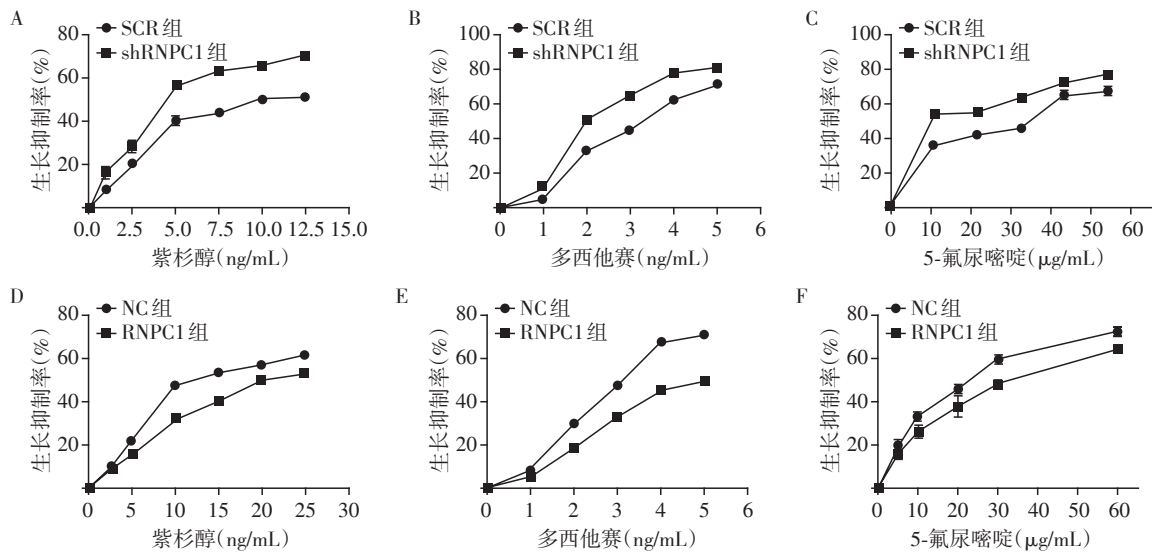 A
SCR组
shRNPC1组
生长抑制率(%)
80
60
40
20
0.0 2.5 5.0 7.5 10.0 12.5 15.0
紫杉醇(ng/mL)
B
SCR组
shRNPC1组
生长抑制率(%)
100
80
60
40
20
0 1 2 3 4 5 6
多西他赛(ng/mL)
C
SCR组
shRNPC1组
生长抑制率(%)
100
80
60
40
20
0 10 20 30 40 50 60
5-氟尿嘧啶(μg/mL)
D
NC组
RNPC1组
生长抑制率(%)
80
60
40
20
0 5 10 15 20 25 30
紫杉醇(ng/mL)
E
NC组
RNPC1组
生长抑制率(%)
80
60
40
20
0 1 2 3 4 5 6
多西他赛(ng/mL)
F
NC组
RNPC1组
生长抑制率(%)
80
60
40
20
0 10 20 30 40 50 60
5-氟尿嘧啶(μg/mL)